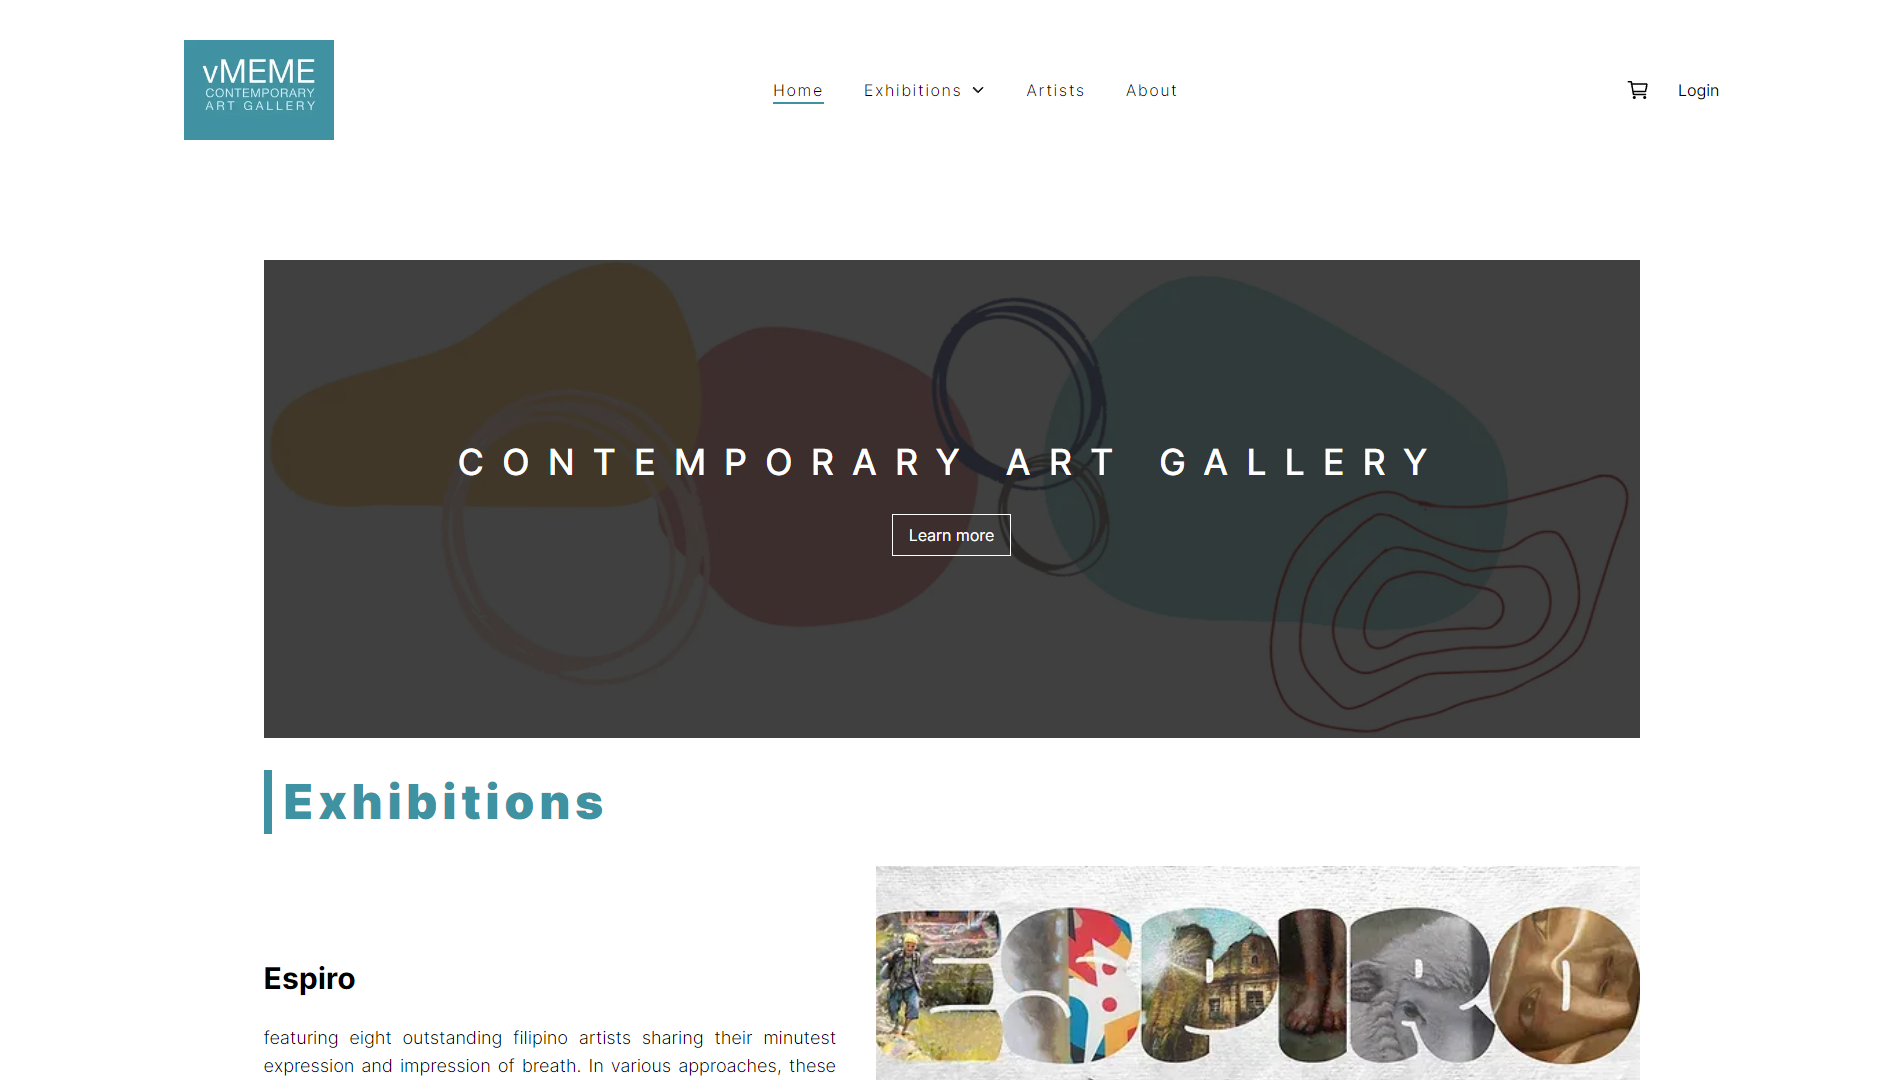 vMEME
CONTEMPORARY
ART GALLERY
Home
Exhibitions
Artists
About
Login
CONTEMPORARY ART GALLERY
Learn more
Exhibitions
Espiro
featuring eight outstanding filipino artists sharing their minutest
expression and impression of breath. In various approaches, these
ESPIRO